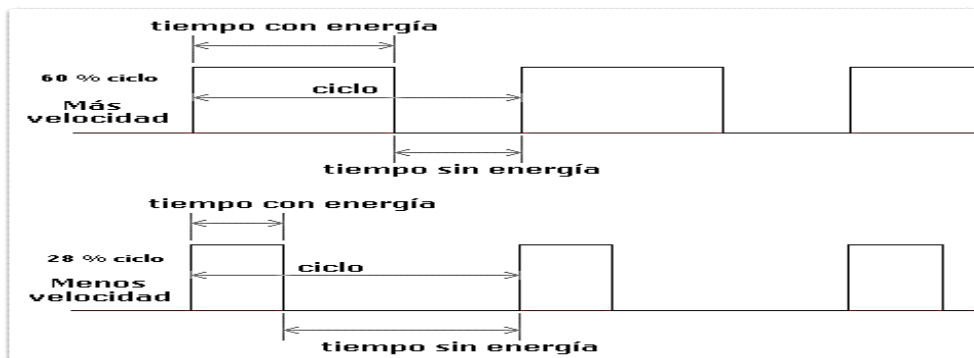 tiempo con energía
60 % ciclo
ciclo
Más
velocidad
tiempo sin energía
tiempo con energía
28 % ciclo
ciclo
Menos
velocidad
tiempo sin energía